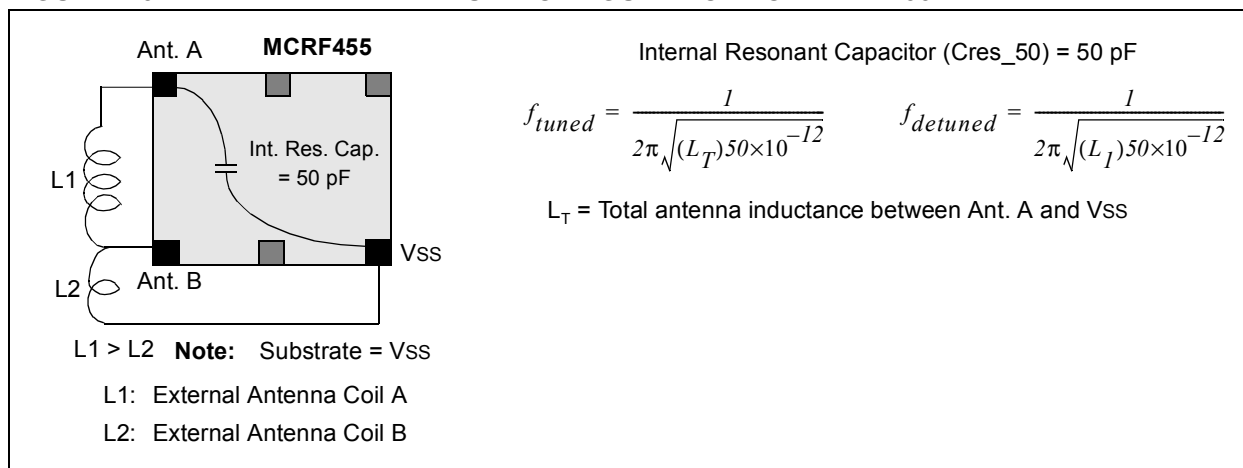 Ant. A MCRF455
Internal Resonant Capacitor (Cres_50) = 50 pF
f_tuned = 1 / 2π√(L_T)50×10^-12
f_detuned = 1 / 2π√(L_1)50×10^-12
Int. Res. Cap.
= 50 pF
L1
L_T = Total antenna inductance between Ant. A and VSS
VSS
L2
Ant. B
L1 > L2 Note: Substrate = VSS
L1: External Antenna Coil A
L2: External Antenna Coil B